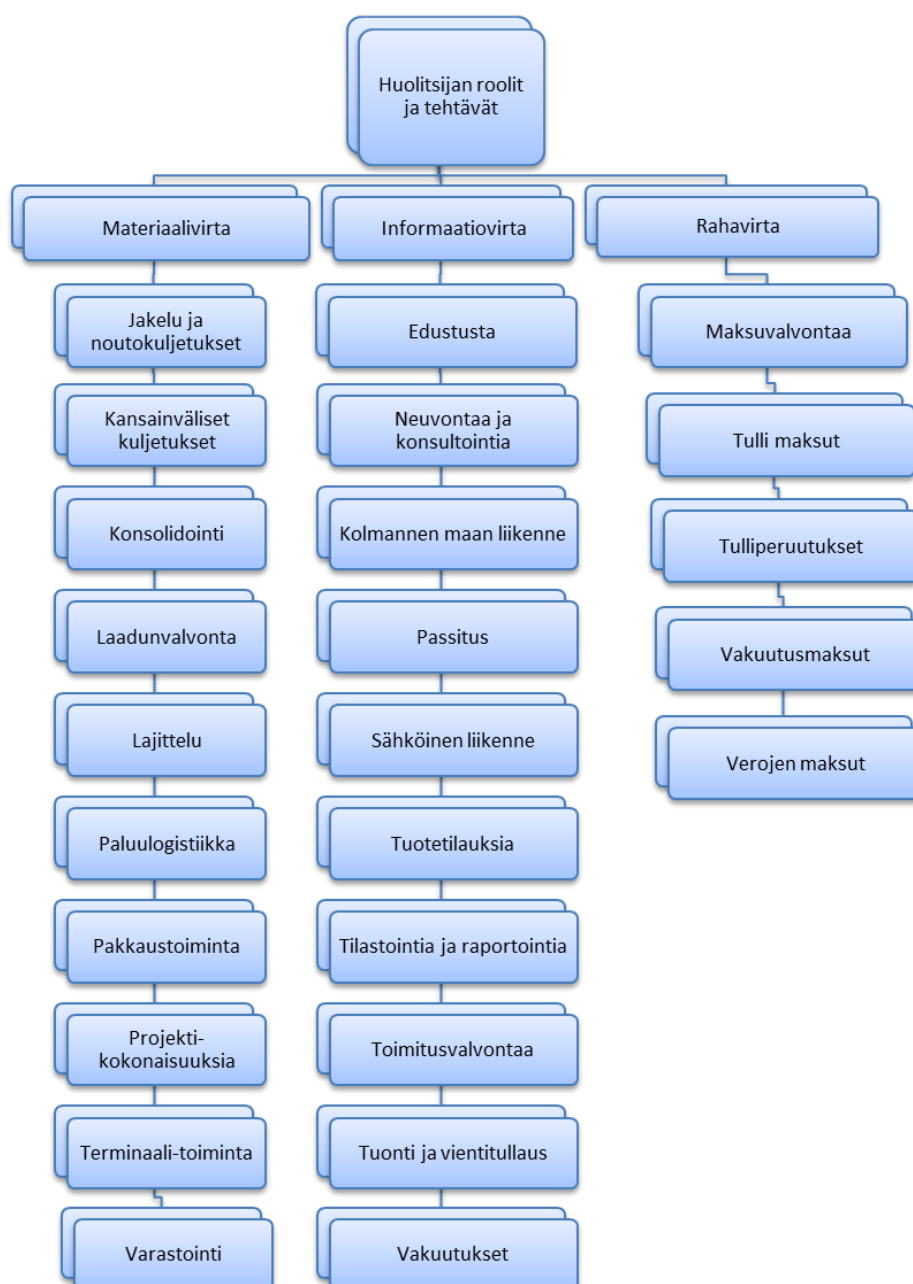 Huolitsijan roolit
ja tehtävät
Materiaalivirta
Jakelu ja
noutokuljetukset
Kansainväliset
kuljetukset
Konsolidointi
Laadunvalvonta
Lajittelu
Paluulogistiikka
Pakkaustoiminta
Projekti-
kokonaisuuksia
Terminaali-toiminta
Varastointi
Informaatiovirta
Edustusta
Neuvontaa ja
konsultointia
Kolmannen maan liikenne
Passitus
Sähköinen liikenne
Tuotetilauksia
Tilastointia ja raportointia
Toimitusvalvontaa
Tuonti ja vientitullaus
Vakuutukset
Rahavirta
Maksuvalvontaa
Tulli maksut
Tulliperuutukset
Vakuutusmaksut
Verojen maksut